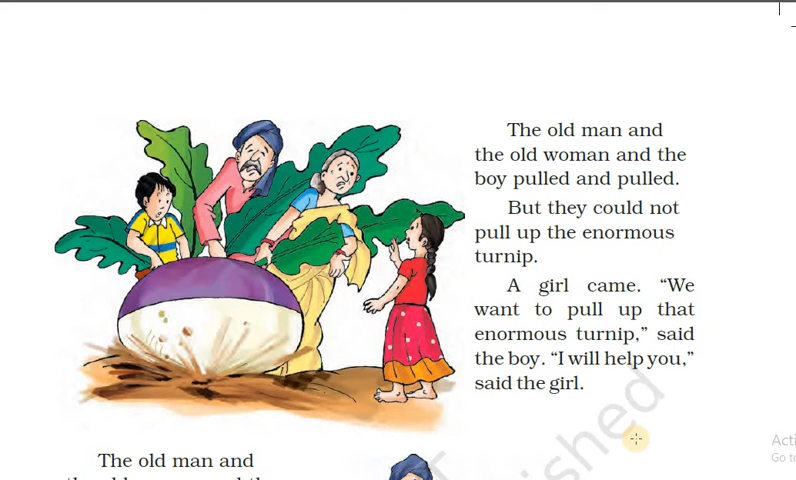 The old man and
the old woman and the
boy pulled and pulled.
But they could not
pull up the enormous
turnip.
A girl came. “We
want to pull up that
enormous turnip,” said
the boy. “I will help you,”
said the girl.
The old man and